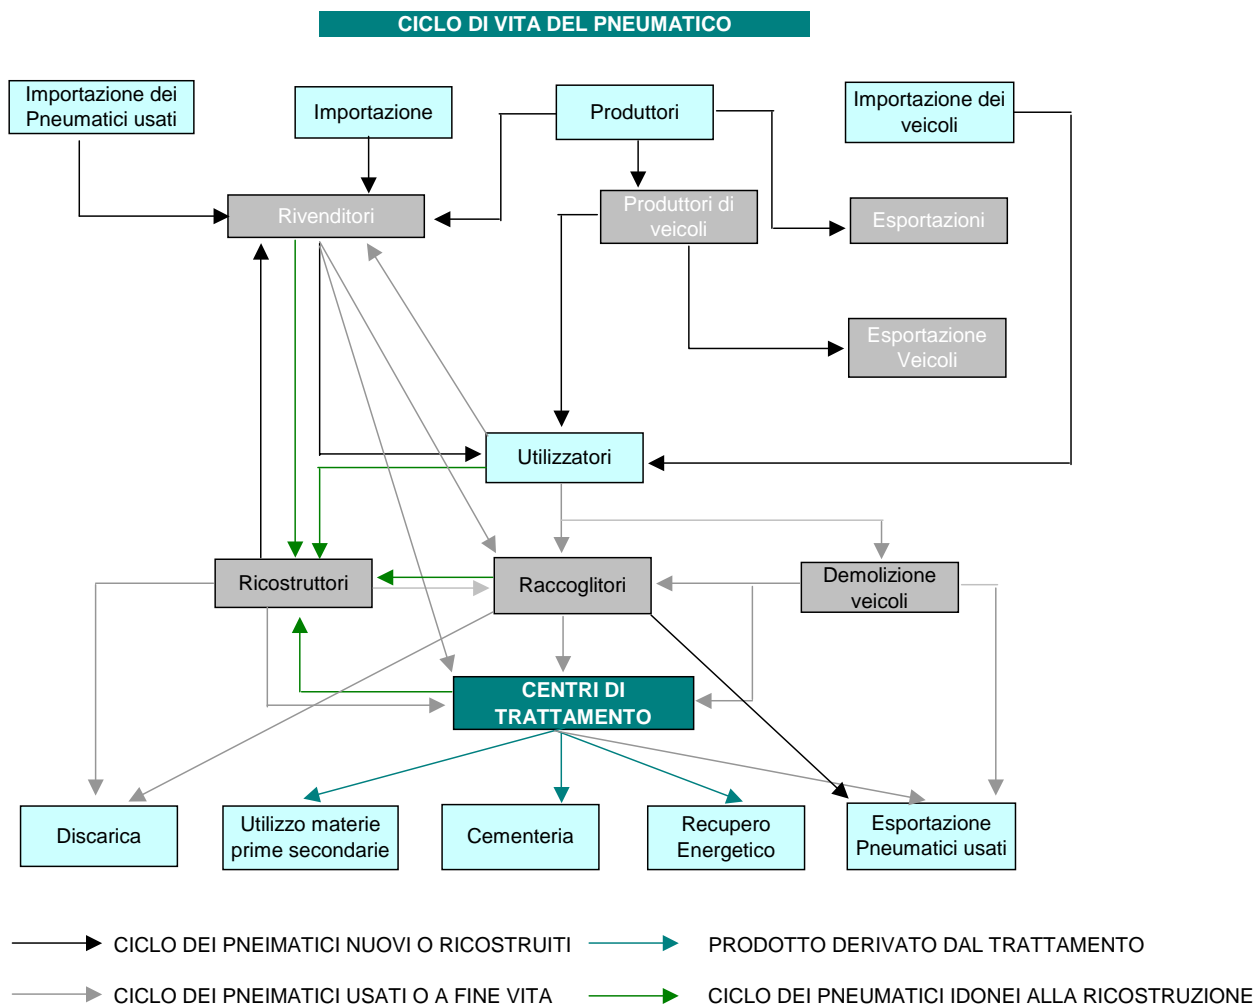 CICLO DI VITA DEL PNEUMATICO
Importazione dei
Pneumatici usati
Importazione
Produttori
Importazione dei
veicoli
Rivenditori
Produttori di
veicoli
Esportazioni
Esportazione
Veicoli
Utilizzatori
Ricostruttori
Raccoglitori
Demolizione
veicoli
CENTRI DI
TRATTAMENTO
Discarica
Utilizzo materie
prime secondarie
Cementeria
Recupero
Energetico
Esportazione
Pneumatici usati
CICLO DEI PNEIMATICI NUOVI O RICOSTRUITI
PRODOTTO DERIVATO DAL TRATTAMENTO
CICLO DEI PNEIMATICI USATI O A FINE VITA
CICLO DEI PNEUMATICI IDONEI ALLA RICOSTRUZIONE